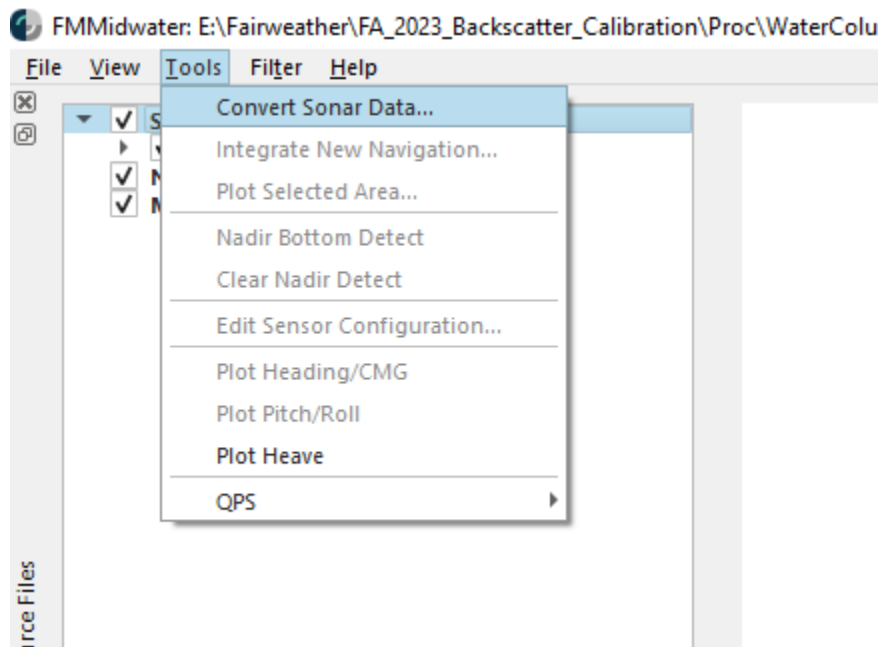 FMMidwater: E:\Fairweather\FA_2023_Backscatter_Calibration\Proc\WaterColu
File View Tools Filter Help
Convert Sonar Data...
Integrate New Navigation...
Plot Selected Area...
Nadir Bottom Detect
Clear Nadir Detect
Edit Sensor Configuration...
Plot Heading/CMG
Plot Pitch/Roll
Plot Heave
QPS
rce Files